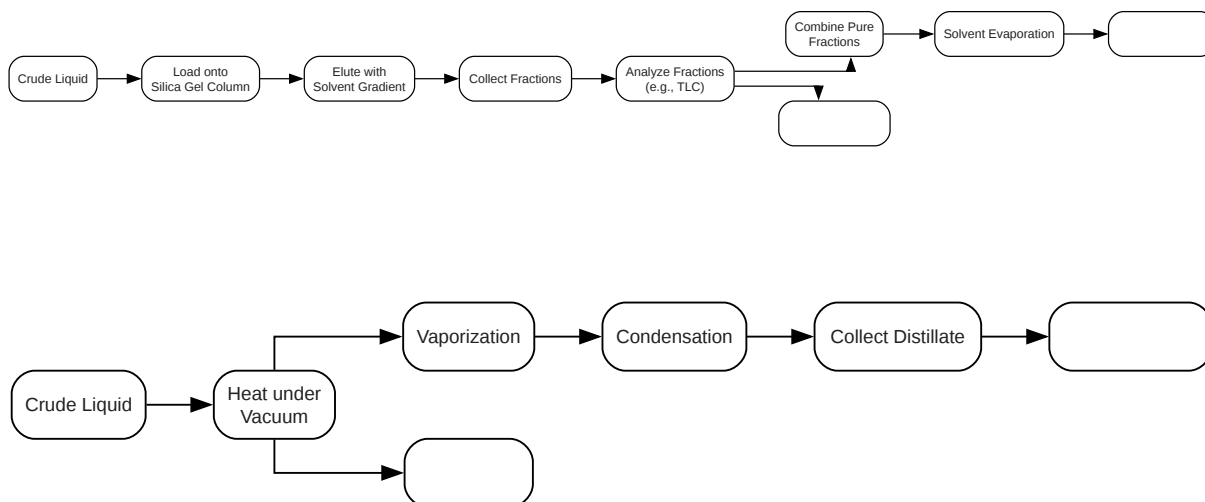 Crude Liquid
Load onto
Silica Gel Column
Elute with
Solvent Gradient
Collect Fractions
Analyze Fractions
(e.g., TLC)
Combine Pure
Fractions
Solvent Evaporation
Crude Liquid
Heat under
Vacuum
Vaporization
Condensation
Collect Distillate